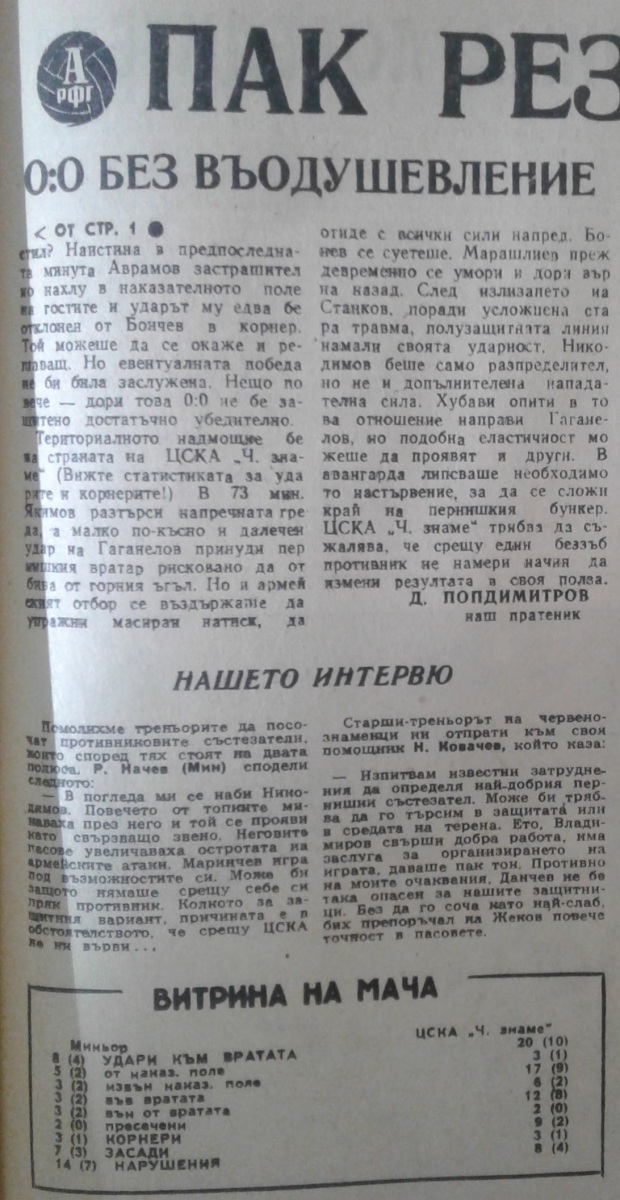 А
РФГ
ПАК РЕЗ
0:0 БЕЗ ВЪОДУШЕВЛЕНИЕ
< ОТ СТР. 1 ●
етил? Наистина в предпоследна-
та минута Аврамов застрашител
но нахлу в наказателното поле
на гостите и ударът му едва бе
отклонен от Бончев в корнер.
Той можеше да се окаже и ре-
шаващ. Но евентуалната победа
не би била заслужена. Нещо по
вече — дори това 0:0 не бе за-
щитено достатъчно убедително.
Териториалното надмощие бе
на страната на ЦСКА „Ч. зна-
ме" (Вижте статистиката за уда
рите и корнерите!) В 73 мин.
Якимов разтърси напречната гре
да, а малко по-късно и далечен
удар на Гаганелов принуди пер
нишкия вратар рисковано да от-
бива от горния ъгъл. Но и армей
ският отбор се въздържаше да
упражни масиран натиск, да
отиде с всички сили напред. Бо-
нев се суетеше. Марашлиев преж
девременно се умори и дори вър
на назад. След излизането на
Станков, поради усложнена ста
ра травма, полузащитната линия
намали своята ударност. Нико-
димов беше само разпределител,
но не и допълнителна напада-
телна сила. Хубави опити в то
ва отношение направи Гагане-
лов, но подобна еластичност мо
жеше да проявят и други. В
авангарда липсваше необходимо
то настървение, за да се сложи
край на пернишкия бункер.
ЦСКА „Ч. знаме" трябва да съ-
жалява, че срещу един беззъб
противник не намери начин да
измени резултата в своя полза.
Д. ПОПДИМИТРОВ
наш пратеник
НАШЕТО ИНТЕРВЮ
Помолихме треньорите да посо-
чат противниковите състезатели,
които според тях стоят на двата
полюса. Р. Начев (Мин) сподели
следното:
— В погледа ми се наби Нико-
димов. Повечето от топките ми-
наваха през него и той се прояви
като свързващо звено. Неговите
пасове увеличаваха остротата на
армейските атаки. Маринчев игра
под възможностите си. Може би
защото нямаше срещу себе си
прям противник. Колкото за за-
щитния вариант, причината е в
обстоятелството, че срещу ЦСКА
не ни върви...
Старши-треньорът на червено-
знаменци ни отпрати към своя
помощник Н. Ковачев, който каза:
— Изпитвам известни затрудне-
ния да определя най-добрия пер-
нишки състезател. Може би трябва
да го търсим в защитата или
в средата на терена. Ето, Влади-
миров свърши добра работа, има
заслуга за организирането на
играта, даваше пак тон. Противно
на моите очаквания, Данчев не бе
така опасен за нашите защитни-
ци. Без да го соча като най-слаб,
бих препоръчал на Жеков повече
точност в пасовете.
ВИТРИНА НА МАЧА
Миньор ЦСКА „Ч. знаме"
8 (4) УДАРИ КЪМ ВРАТАТА 20 (10)
5 (2) от наказ. поле 3 (1)
3 (2) извън наказ. поле 17 (9)
3 (2) във вратата 6 (2)
3 (2) вън от вратата 12 (8)
2 (0) пресечени 2 (0)
3 (1) КОРНЕРИ 9 (2)
7 (3) ЗАСАДИ 3 (1)
14 (7) НАРУШЕНИЯ 8 (4)